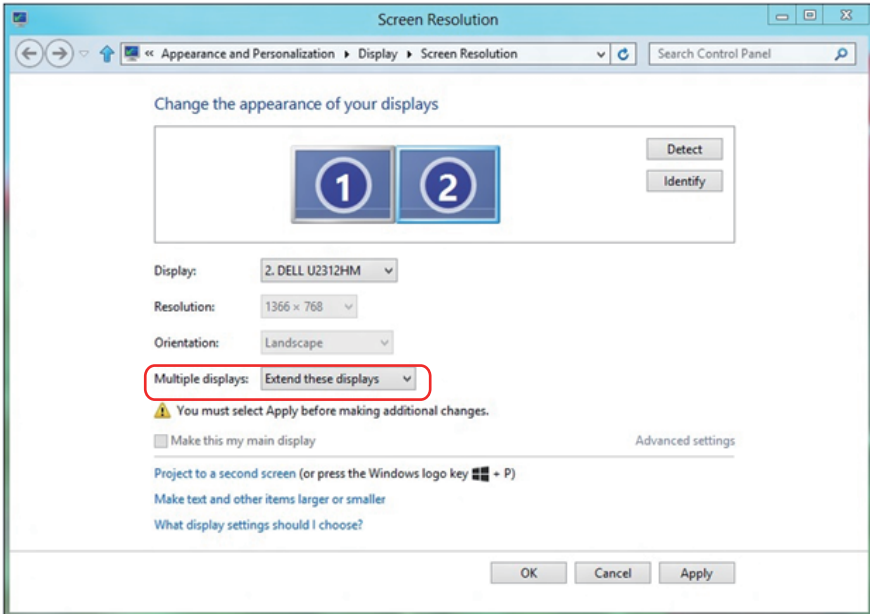 Screen Resolution
« Appearance and Personalization ▸ Display ▸ Screen Resolution
Search Control Panel
Change the appearance of your displays
1 2
Detect
Identify
Display: 2. DELL U2312HM
Resolution: 1366 × 768
Orientation: Landscape
Multiple displays: Extend these displays
You must select Apply before making additional changes.
Make this my main display Advanced settings
Project to a second screen (or press the Windows logo key + P)
Make text and other items larger or smaller
What display settings should I choose?
OK Cancel Apply